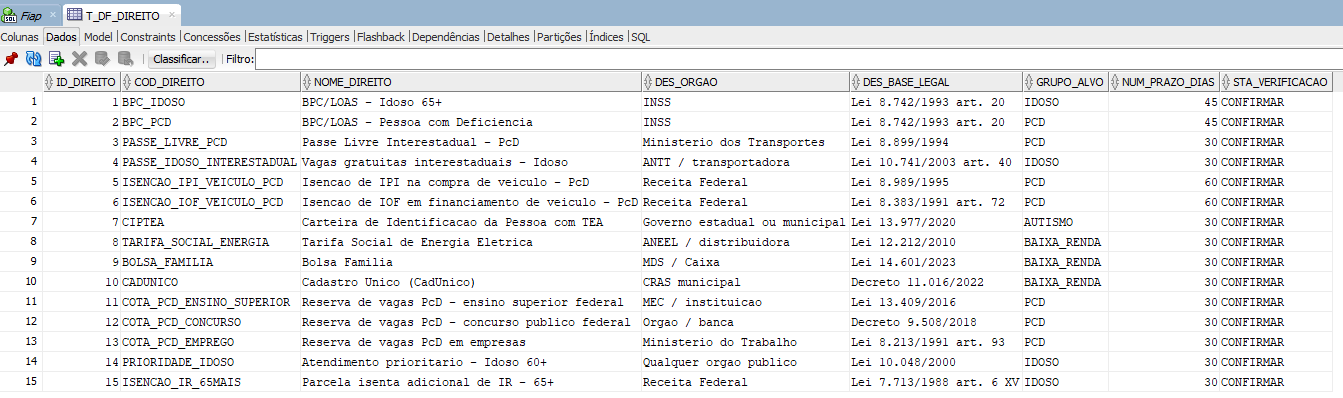 Fiap T_DF_DIREITO
Colunas Dados Model Constraints Concessões Estatísticas Triggers Flashback Dependências Detalhes Partições Índices SQL
Classificar.. Filtro:
ID_DIREITO COD_DIREITO NOME_DIREITO DES_ORGAO DES_BASE_LEGAL GRUPO_ALVO NUM_PRAZO_DIAS STA_VERIFICACAO
1 1 BPC_IDOSO BPC/LOAS - Idoso 65+ INSS Lei 8.742/1993 art. 20 IDOSO 45 CONFIRMAR
2 2 BPC_PCD BPC/LOAS - Pessoa com Deficiencia INSS Lei 8.742/1993 art. 20 PCD 45 CONFIRMAR
3 3 PASSE_LIVRE_PCD Passe Livre Interestadual - PcD Ministerio dos Transportes Lei 8.899/1994 PCD 30 CONFIRMAR
4 4 PASSE_IDOSO_INTERESTADUAL Vagas gratuitas interestaduais - Idoso ANTT / transportadora Lei 10.741/2003 art. 40 IDOSO 30 CONFIRMAR
5 5 ISENCAO_IPI_VEICULO_PCD Isencao de IPI na compra de veiculo - PcD Receita Federal Lei 8.989/1995 PCD 60 CONFIRMAR
6 6 ISENCAO_IOF_VEICULO_PCD Isencao de IOF em financiamento de veiculo - PcD Receita Federal Lei 8.383/1991 art. 72 PCD 60 CONFIRMAR
7 7 CIPTEA Carteira de Identificacao da Pessoa com TEA Governo estadual ou municipal Lei 13.977/2020 AUTISMO 30 CONFIRMAR
8 8 TARIFA_SOCIAL_ENERGIA Tarifa Social de Energia Eletrica ANEEL / distribuidora Lei 12.212/2010 BAIXA_RENDA 30 CONFIRMAR
9 9 BOLSA_FAMILIA Bolsa Familia MDS / Caixa Lei 14.601/2023 BAIXA_RENDA 30 CONFIRMAR
10 10 CADUNICO Cadastro Unico (CadUnico) CRAS municipal Decreto 11.016/2022 BAIXA_RENDA 30 CONFIRMAR
11 11 COTA_PCD_ENSINO_SUPERIOR Reserva de vagas PcD - ensino superior federal MEC / instituicao Lei 13.409/2016 PCD 30 CONFIRMAR
12 12 COTA_PCD_CONCURSO Reserva de vagas PcD - concurso publico federal Orgao / banca Decreto 9.508/2018 PCD 30 CONFIRMAR
13 13 COTA_PCD_EMPREGO Reserva de vagas PcD em empresas Ministerio do Trabalho Lei 8.213/1991 art. 93 PCD 30 CONFIRMAR
14 14 PRIORIDADE_IDOSO Atendimento prioritario - Idoso 60+ Qualquer orgao publico Lei 10.048/2000 IDOSO 30 CONFIRMAR
15 15 ISENCAO_IR_65MAIS Parcela isenta adicional de IR - 65+ Receita Federal Lei 7.713/1988 art. 6 XV IDOSO 30 CONFIRMAR